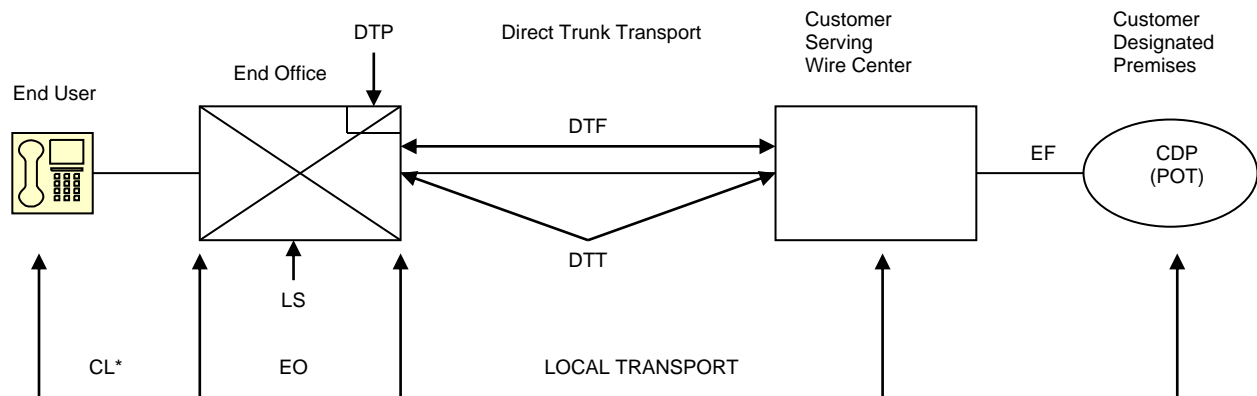 DTP
Direct Trunk Transport
Customer
Serving
Wire Center
Customer
Designated
Premises
End Office
End User
DTF
EF
CDP
(POT)
DTT
LS
CL*
EO
LOCAL TRANSPORT